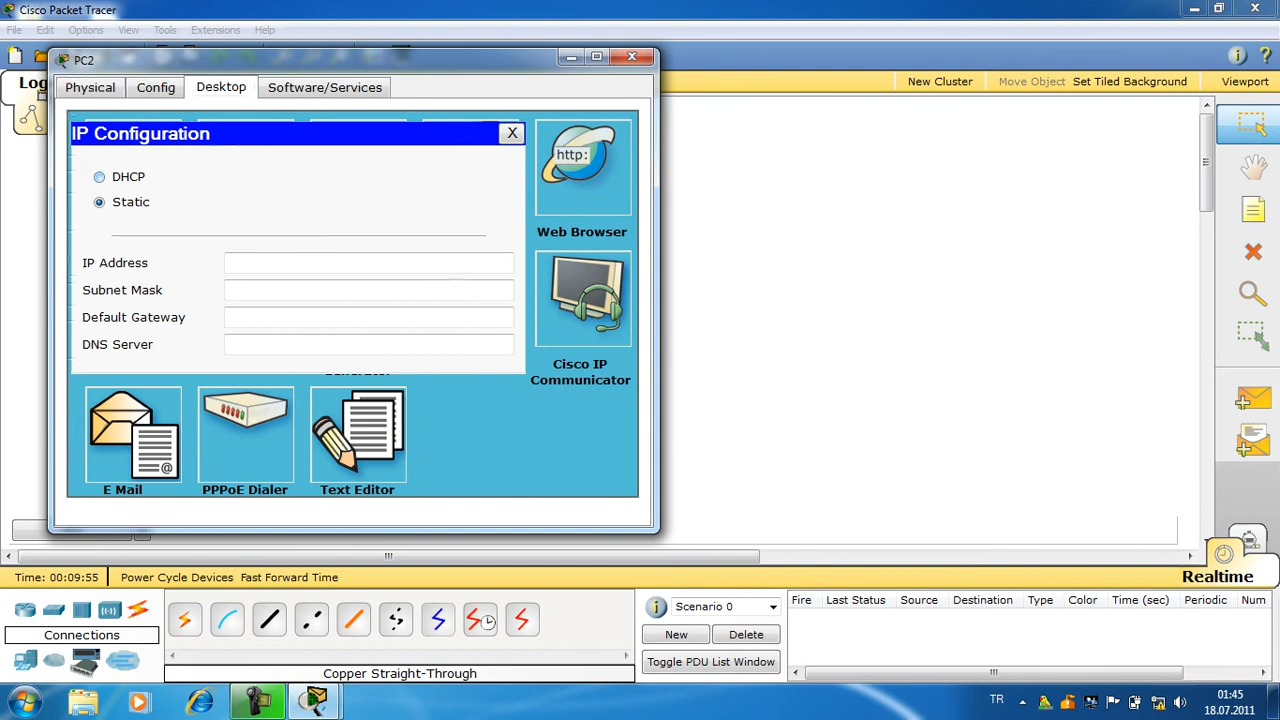 Cisco Packet Tracer
File Edit Options View Tools Extensions Help
PC2
Log
New Cluster Move Object Set Tiled Background Viewport
Physical Config Desktop Software/Services
IP Configuration X
http:
DHCP
Static
Web Browser
IP Address
Subnet Mask
Default Gateway
DNS Server
Cisco IP
Communicator
@
E Mail PPPoE Dialer Text Editor
Realtime
Time: 00:09:55 Power Cycle Devices Fast Forward Time
Connections
Copper Straight-Through
Scenario 0
New Delete
Toggle PDU List Window
Fire Last Status Source Destination Type Color Time (sec) Periodic Num
TR
01:45
18.07.2011